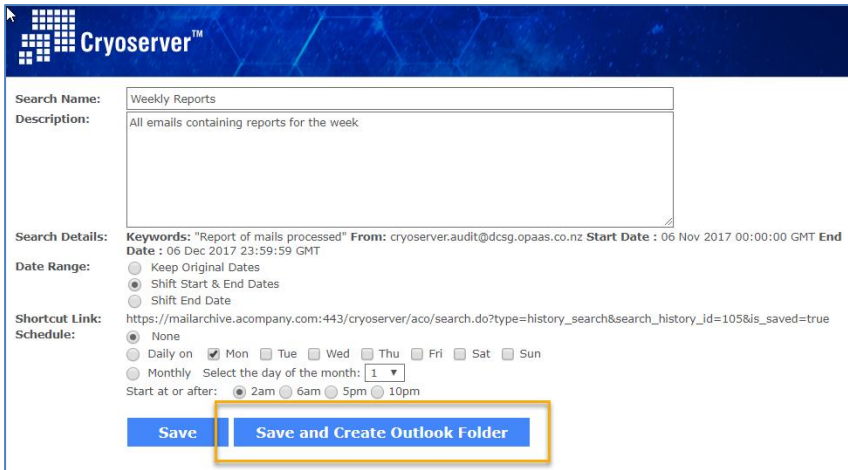 Cryoserver™
Search Name: Weekly Reports
Description: All emails containing reports for the week
Search Details: Keywords: "Report of mails processed" From: cryoserver.audit@dcsg.opaas.co.nz Start Date : 06 Nov 2017 00:00:00 GMT End
Date : 06 Dec 2017 23:59:59 GMT
Date Range: Keep Original Dates
Shift Start & End Dates
Shift End Date
Shortcut Link: https://mailarchive.acompany.com:443/cryoserver/aco/search.do?type=history_search&search_history_id=105&is_saved=true
Schedule: None
Daily on Mon Tue Wed Thu Fri Sat Sun
Monthly Select the day of the month: 1
Start at or after: 2am 6am 5pm 10pm
Save Save and Create Outlook Folder